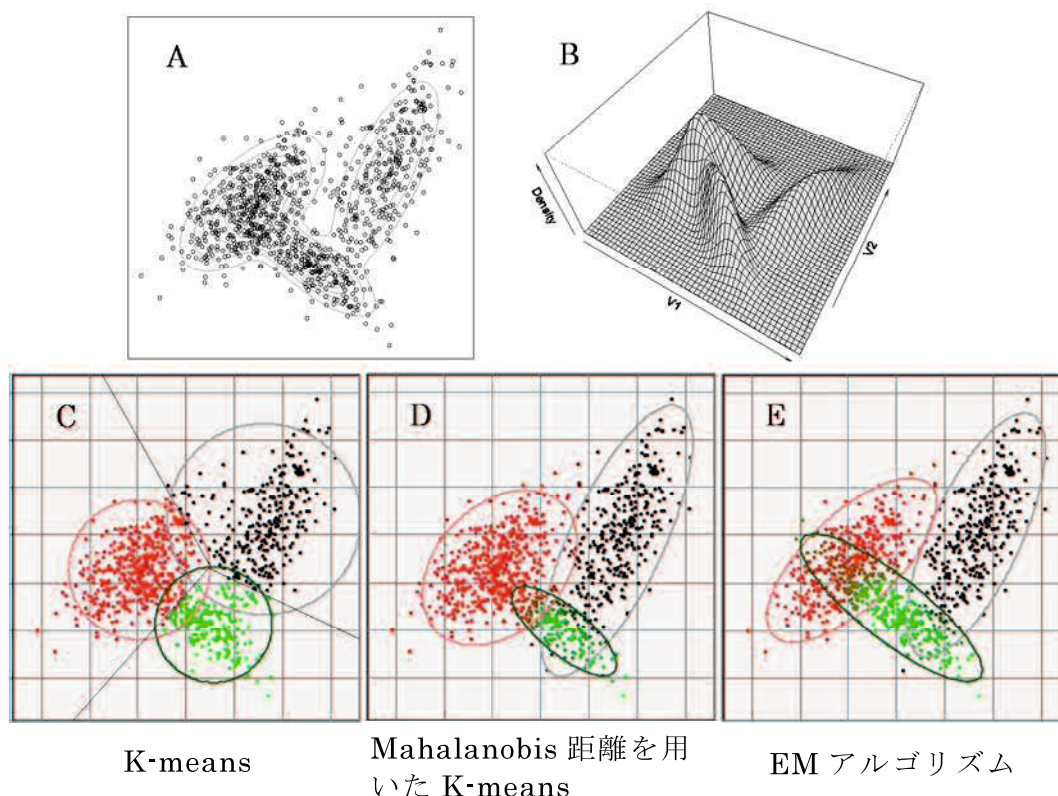 A
B
Density
V1
V2
C
D
E
K-means
Mahalanobis 距離を用
いた K-means
EM アルゴリズム